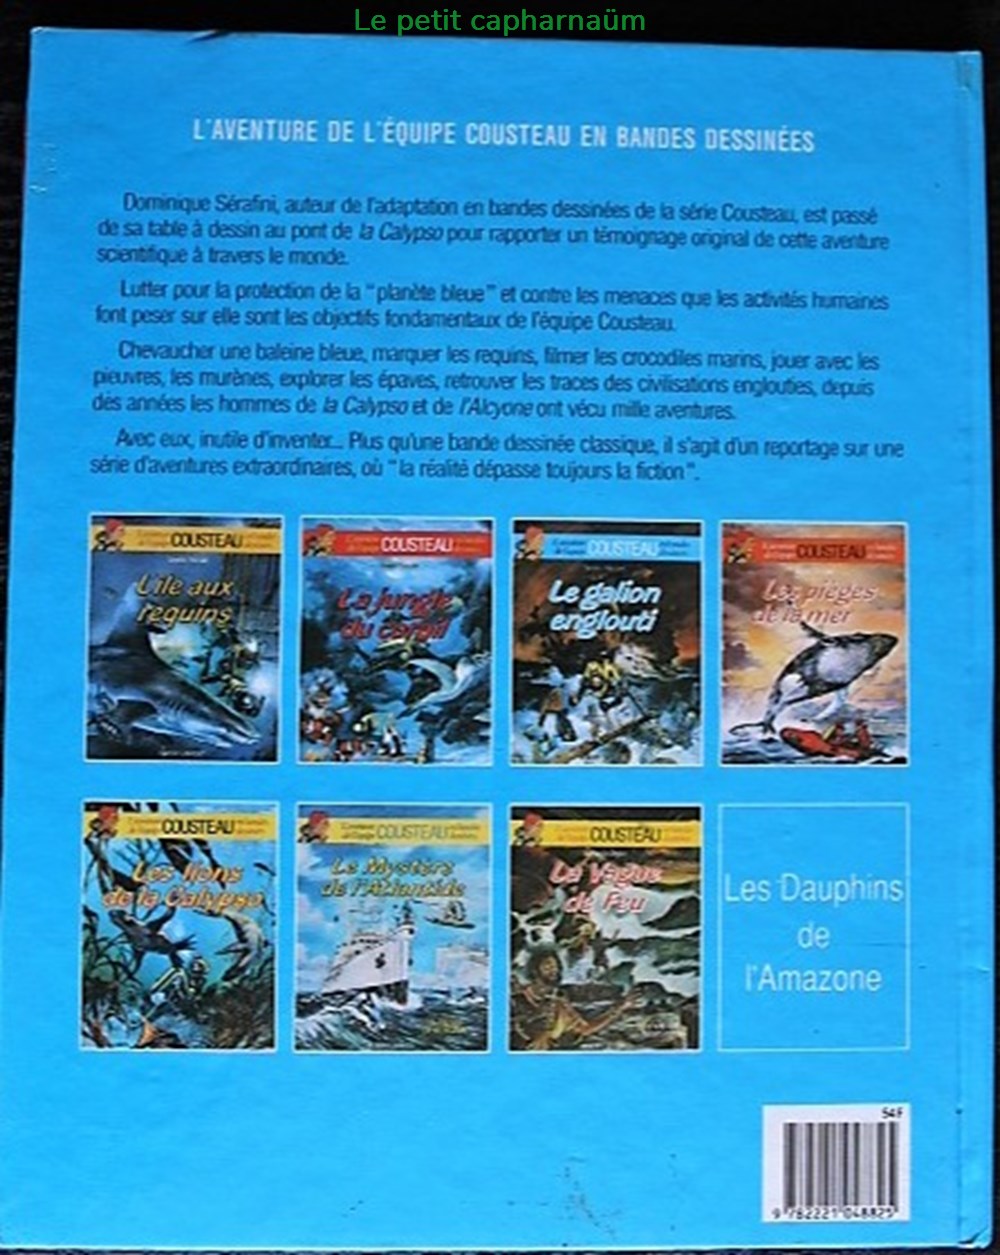 Le petit capharnaüm
L'AVENTURE DE L'ÉQUIPE COUSTEAU EN BANDES DESSINÉES
Dominique Sérafini, auteur de l'adaptation en bandes dessinées de la série Cousteau, est passé
de sa table à dessin au pont de la Calypso pour rapporter un témoignage original de cette aventure
scientifique à travers le monde.
Lutter pour la protection de la "planète bleue" et contre les menaces que les activités humaines
font peser sur elle sont les objectifs fondamentaux de l'équipe Cousteau.
Chevaucher une baleine bleue, marquer les requins, filmer les crocodiles marins, jouer avec les
pieuvres, les murènes, explorer les épaves, retrouver les traces des civilisations englouties, depuis
des années les hommes de la Calypso et de l'Alcyone ont vécu mille aventures.
Avec eux, inutile d'inventer... Plus qu'une bande dessinée classique, il s'agit d'un reportage sur une
série d'aventures extraordinaires, où "la réalité dépasse toujours la fiction".
COUSTEAU
L'île aux
requins
COUSTEAU
La jungle
du corail
COUSTEAU
Le galion
englouti
COUSTEAU
Les pièges
de la mer
COUSTEAU
Les lions
de la Calypso
COUSTEAU
Le Mystère
de l'Atlantide
COUSTEAU
La Vague
de Feu
Les Dauphins
de
l'Amazone
54 F
9 782221 048825